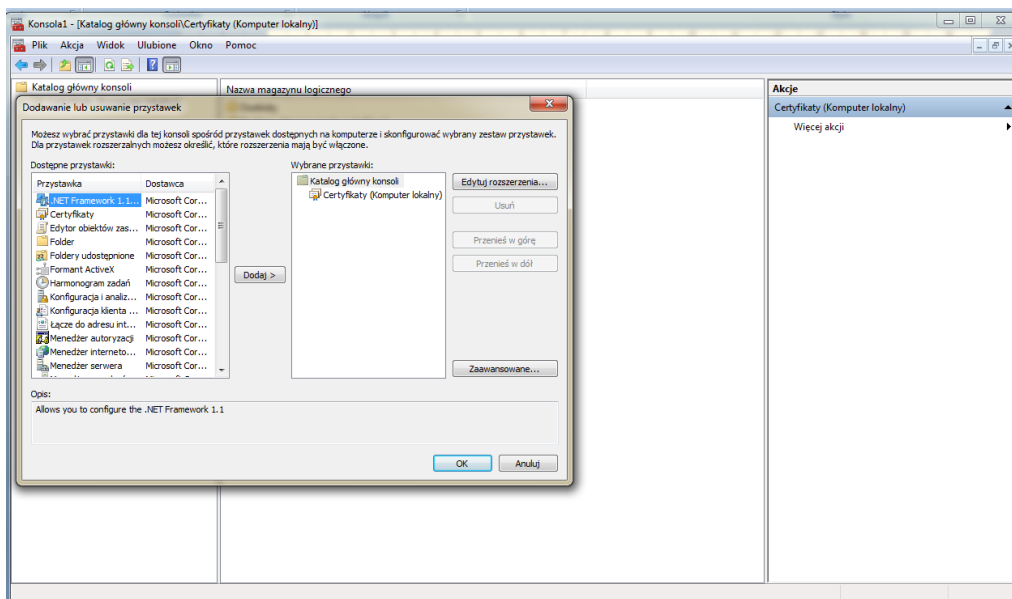 Konsola1 - [Katalog główny konsoli\Certyfikaty (Komputer lokalny)]
Plik Akcja Widok Ulubione Okno Pomoc
Katalog główny konsoli
Nazwa magazynu logicznego
Akcje
Certyfikaty (Komputer lokalny)
Więcej akcji
Dodawanie lub usuwanie przystawek
Możesz wybrać przystawki dla tej konsoli spośród przystawek dostępnych na komputerze i skonfigurować wybrany zestaw przystawek.
Dla przystawek rozszerzalnych możesz określić, które rozszerzenia mają być włączone.
Dostępne przystawki:
Przystawka Dostawca
.NET Framework 1.1... Microsoft Cor...
Certyfikaty Microsoft Cor...
Edytor obiektów zas... Microsoft Cor...
Folder Microsoft Cor...
Foldery udostępnione Microsoft Cor...
Formant ActiveX Microsoft Cor...
Harmonogram zadań Microsoft Cor...
Konfiguracja i analiz... Microsoft Cor...
Konfiguracja klienta ... Microsoft Cor...
Łącze do adresu int... Microsoft Cor...
Menedżer autoryzacji Microsoft Cor...
Menedżer interneto... Microsoft Cor...
Menedżer serwera Microsoft Cor...
Dodaj >
Wybrane przystawki:
Katalog główny konsoli
Certyfikaty (Komputer lokalny)
Edytuj rozszerzenia...
Usuń
Przenieś w górę
Przenieś w dół
Zaawansowane...
Opis:
Allows you to configure the .NET Framework 1.1
OK Anuluj